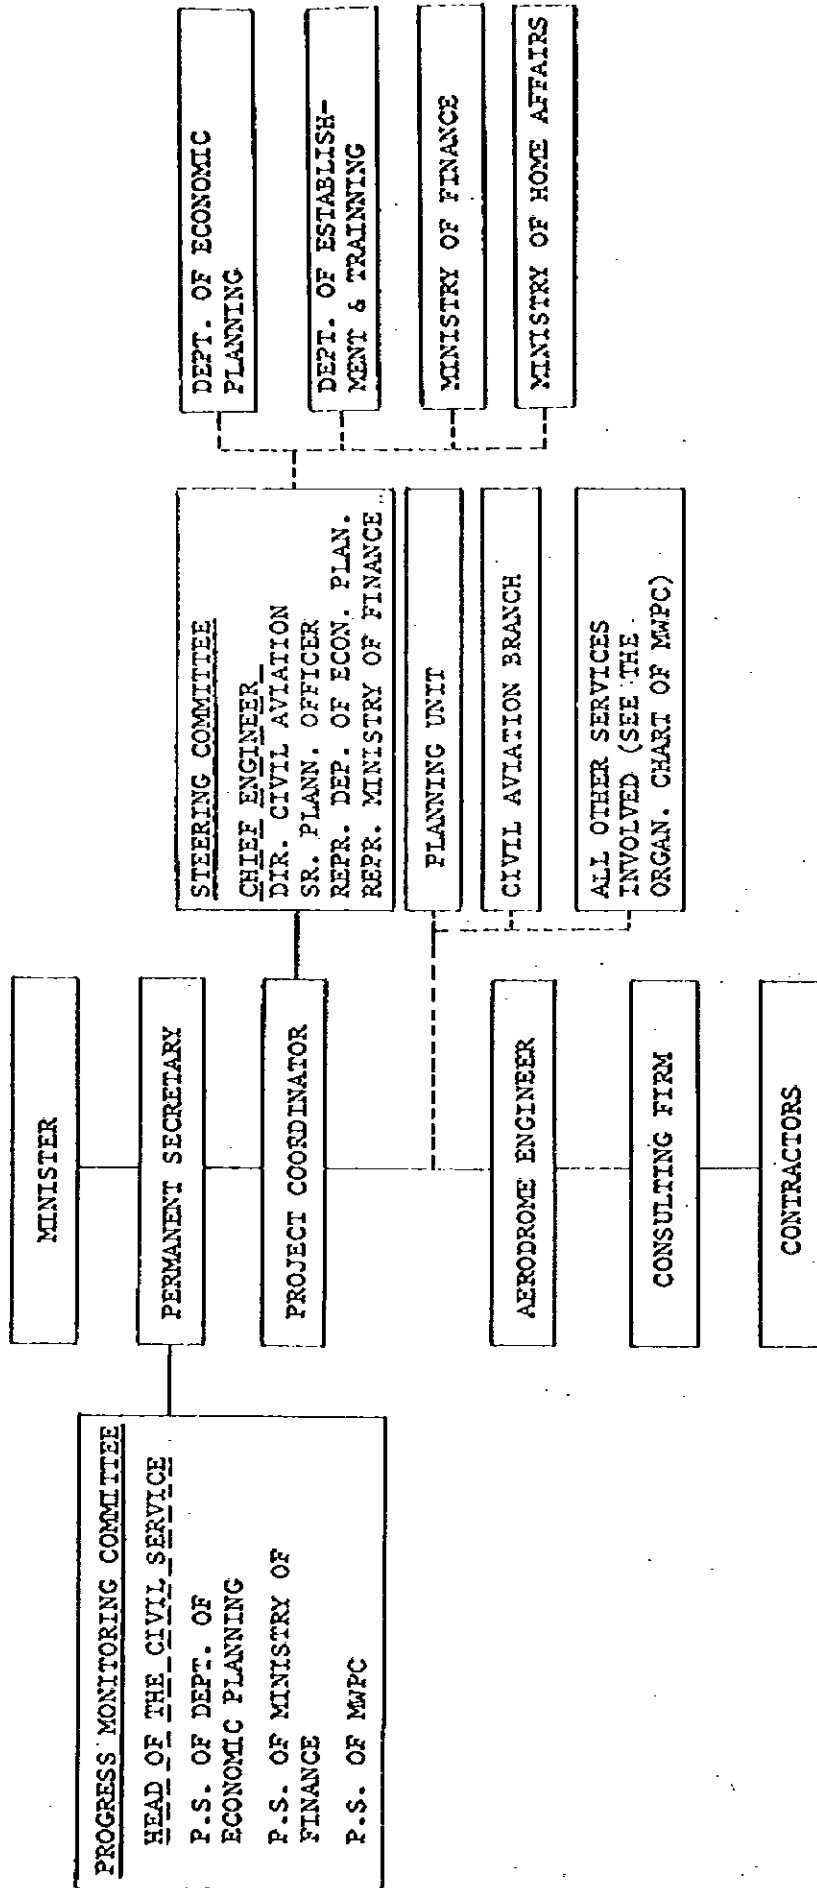 MINISTER
PROGRESS MONITORING COMMITTEE
HEAD OF THE CIVIL SERVICE
P.S. OF DEPT. OF
ECONOMIC PLANNING
P.S. OF MINISTRY OF
FINANCE
P.S. OF MWPC
PERMANENT SECRETARY
PROJECT COORDINATOR
STEERING COMMITTEE
CHIEF ENGINEER
DIR. CIVIL AVIATION
SR. PLANN. OFFICER
REPR. DEP. OF ECON. PLAN.
REPR. MINISTRY OF FINANCE
DEPT. OF ECONOMIC
PLANNING
DEPT. OF ESTABLISH-
MENT & TRAINNING
MINISTRY OF FINANCE
MINISTRY OF HOME AFFAIRS
PLANNING UNIT
CIVIL AVIATION BRANCH
ALL OTHER SERVICES
INVOLVED (SEE THE
ORGAN. CHART OF MWPC)
AERODROME ENGINEER
CONSULTING FIRM
CONTRACTORS